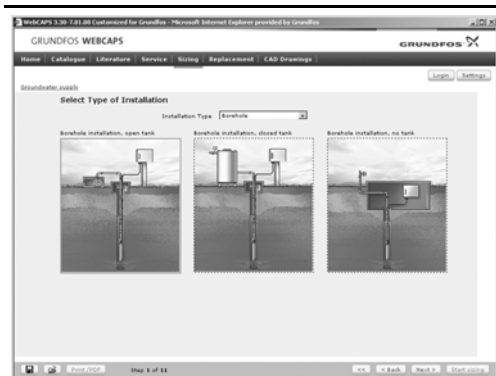 WebCAPS 3.30-7.01.08 Customized for Grundfos - Microsoft Internet Explorer provided by Grundfos
GRUNDFOS WEBCAPS
GRUNDFOS
Home Catalogue Literature Service Sizing Replacement CAD Drawings
Login Settings
Groundwater supply
Select Type of Installation
Installation Type Borehole
Borehole installation, open tank Borehole installation, closed tank Borehole installation, no tank
Print /PDF Step 1 of 11 << < Back Next > Start sizing